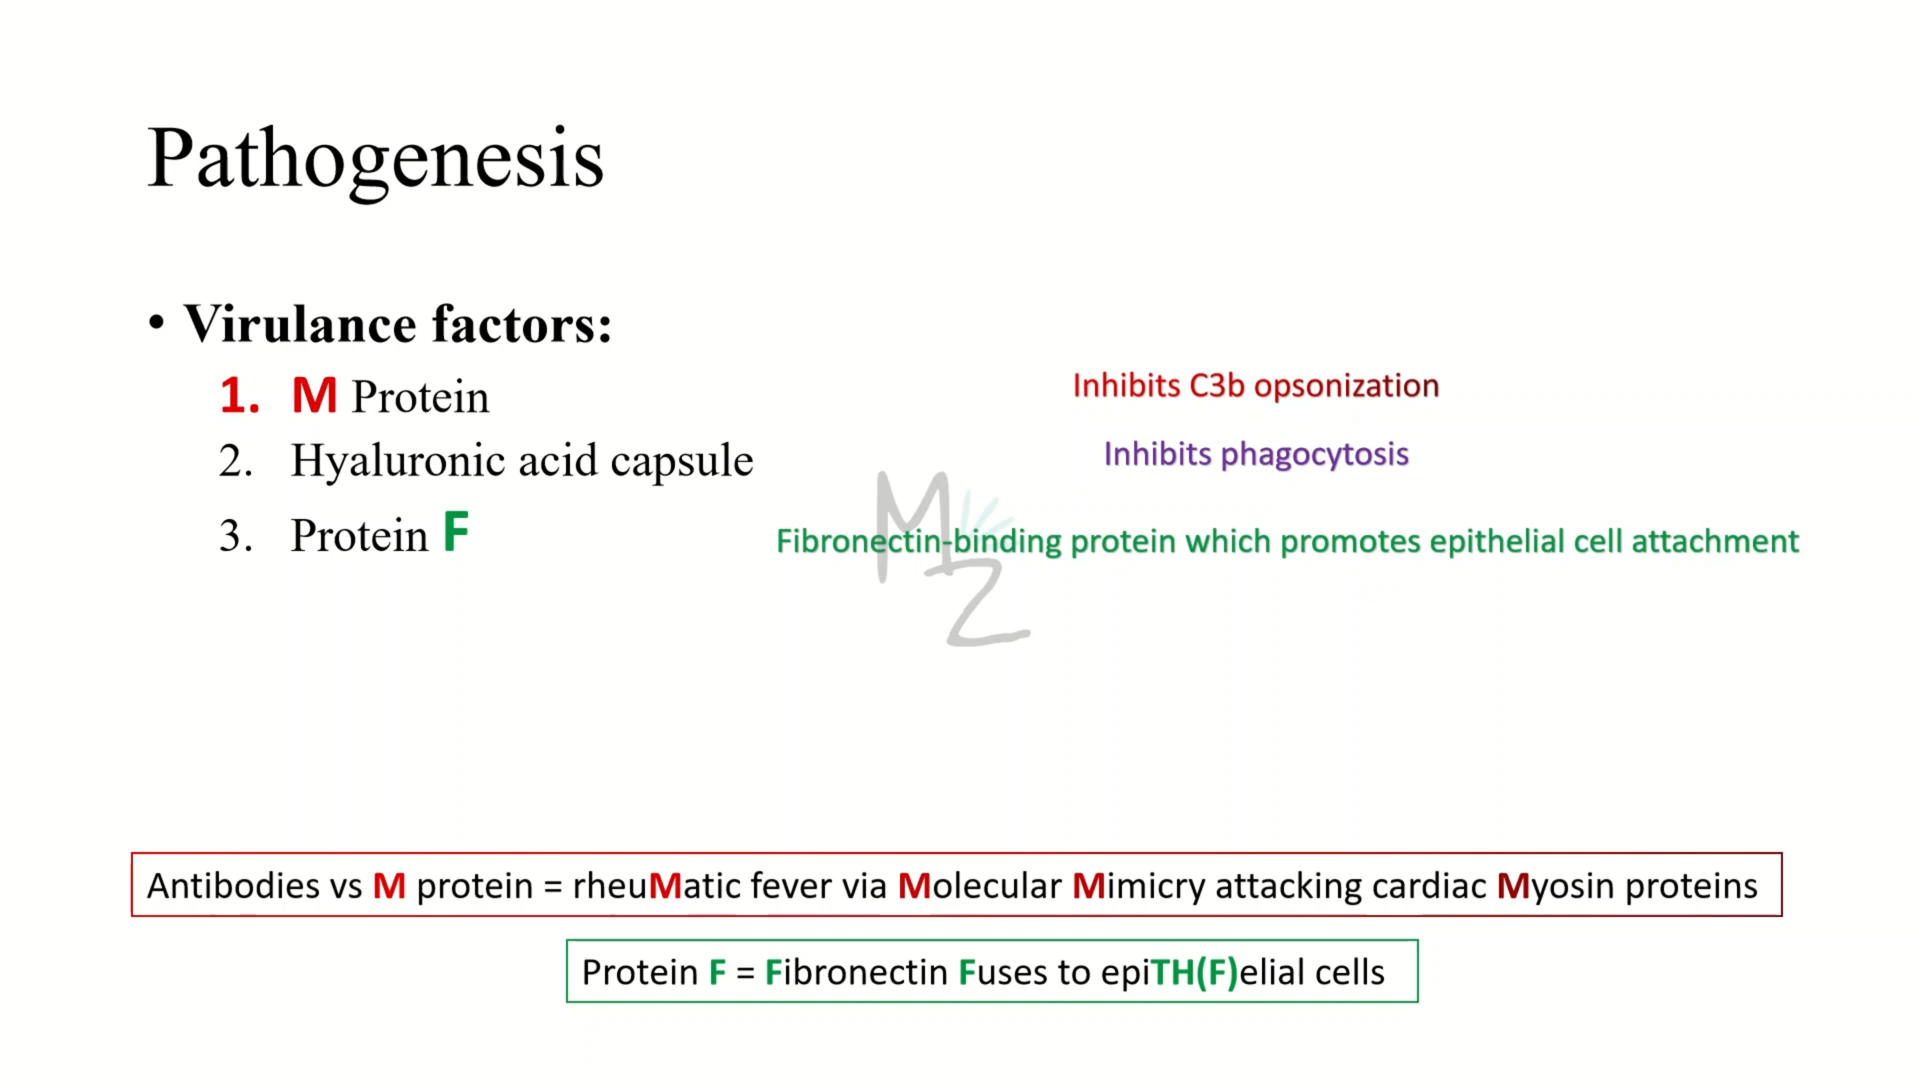 Pathogenesis
• Virulance factors:
1. M Protein
Inhibits C3b opsonization
2. Hyaluronic acid capsule
Inhibits phagocytosis
3. Protein F
Fibronectin-binding protein which promotes epithelial cell attachment
MZ
Antibodies vs M protein = rheuMatic fever via Molecular Mimicry attacking cardiac Myosin proteins
Protein F = Fibronectin Fuses to epiTH(F)elial cells